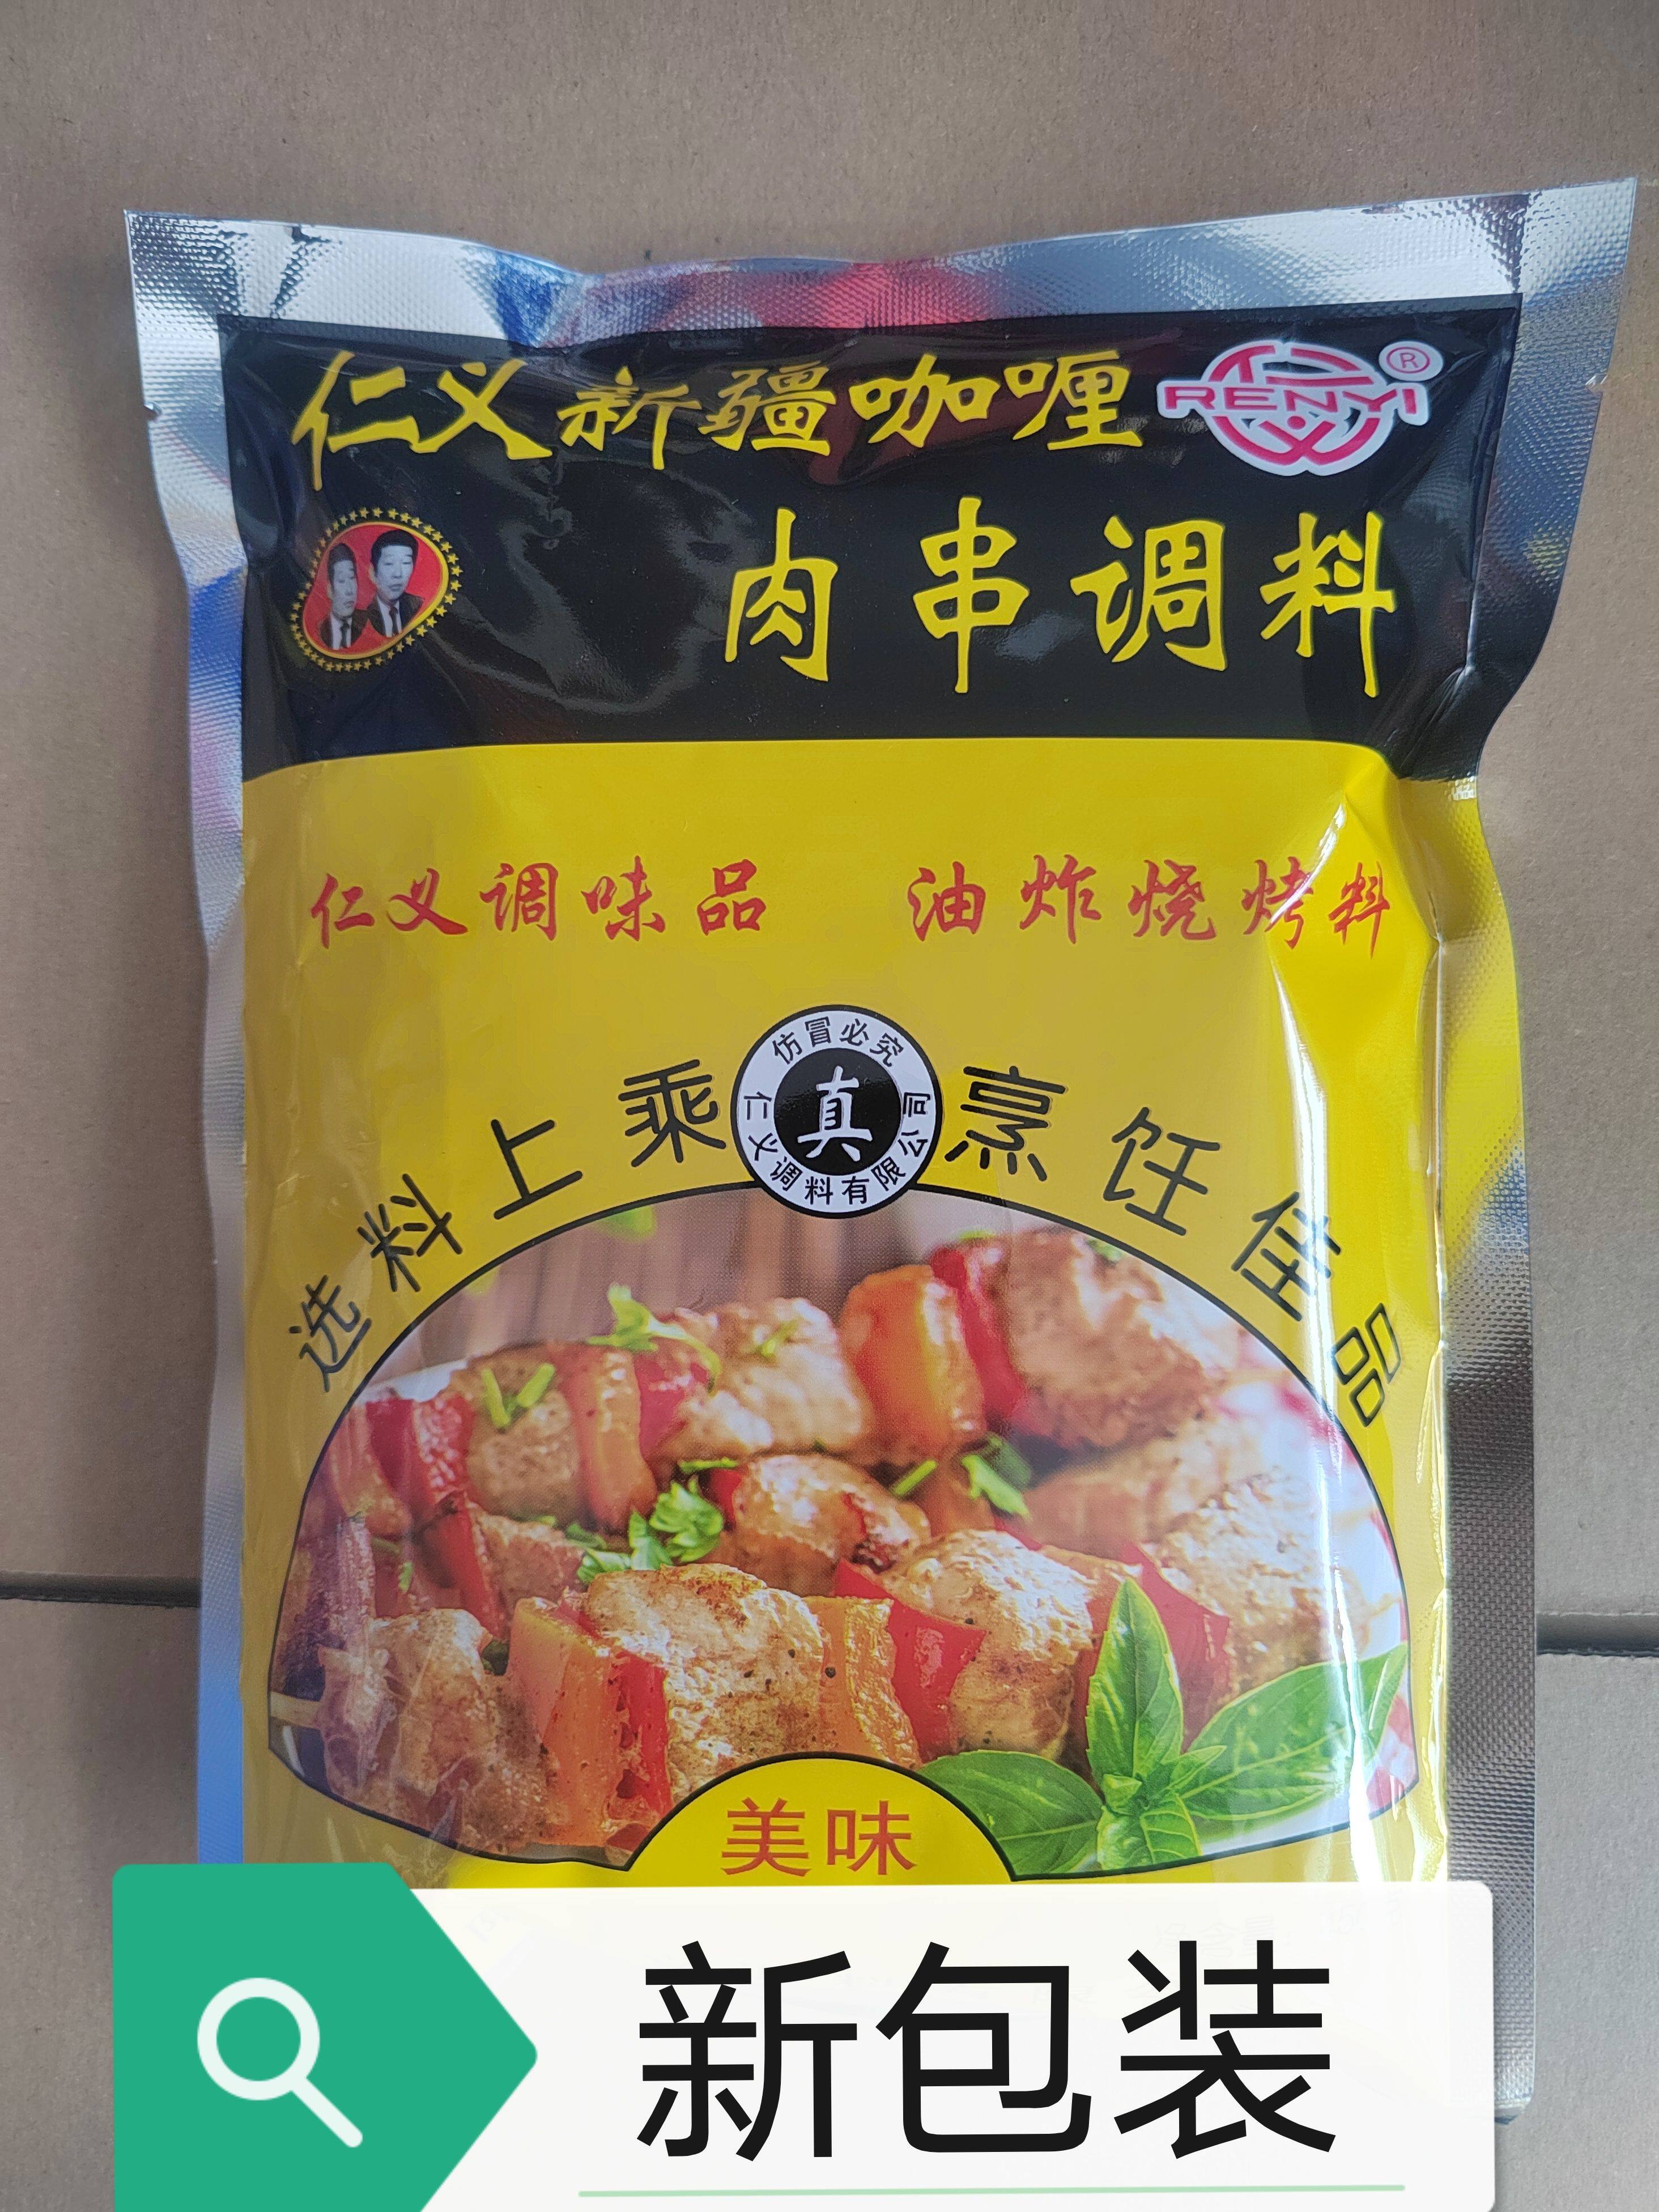 仁义新疆咖喱
RENYI®
肉串调料
仁义调味品 油炸烧烤料
仿冒必究
真
仁义调料有限公司
选料上乘 烹饪佳品
美味
新包装